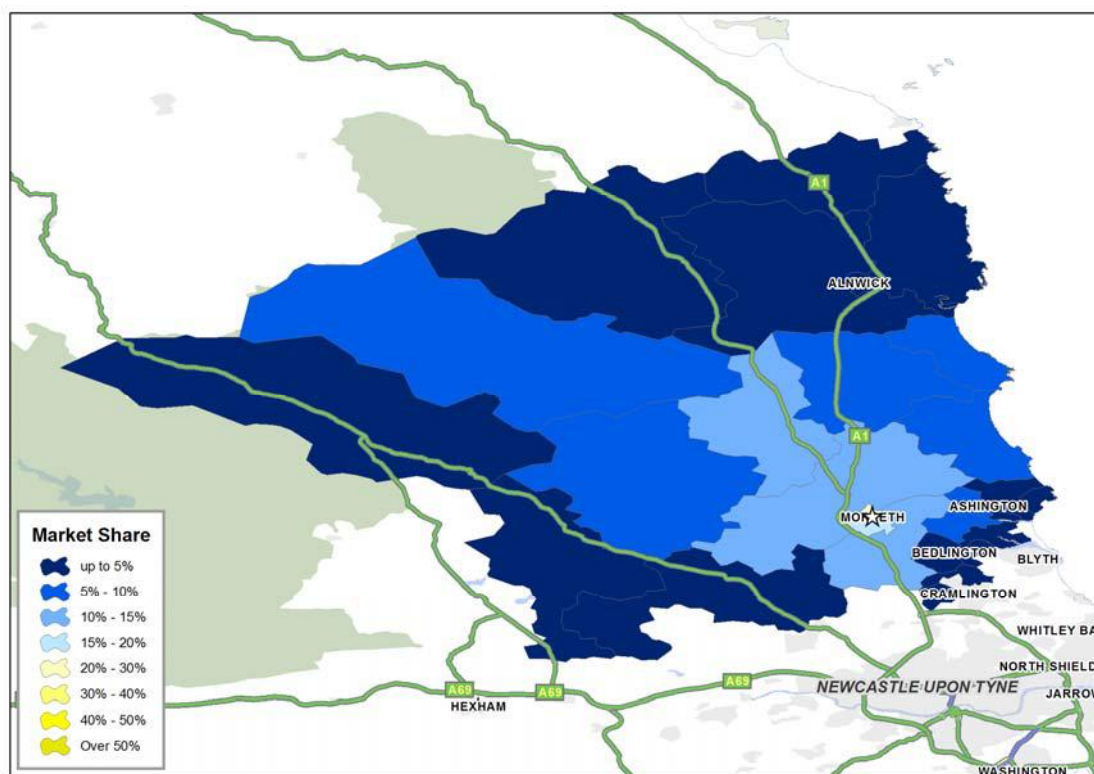 A1
ALNWICK
A1
MORPETH
ASHINGTON
BEDLINGTON
BLYTH
CRAMLINGTON
WHITLEY BA
NORTH SHIELD
A69
A69
A69
HEXHAM
NEWCASTLE UPON TYNE
JARROW
WASHINGTON
Market Share
up to 5%
5% - 10%
10% - 15%
15% - 20%
20% - 30%
30% - 40%
40% - 50%
Over 50%